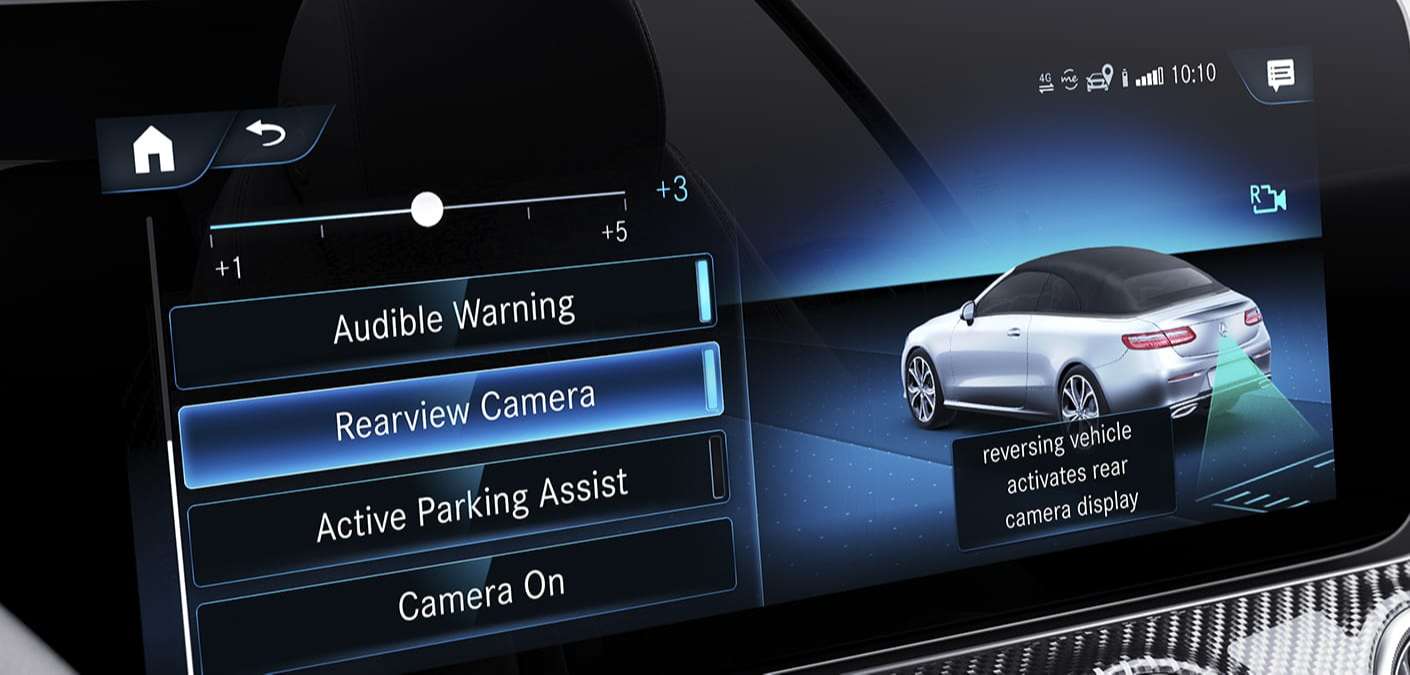 4G me 10:10
+3
+1 +5
R
Audible Warning
Rearview Camera
Active Parking Assist
Camera On
reversing vehicle
activates rear
camera display